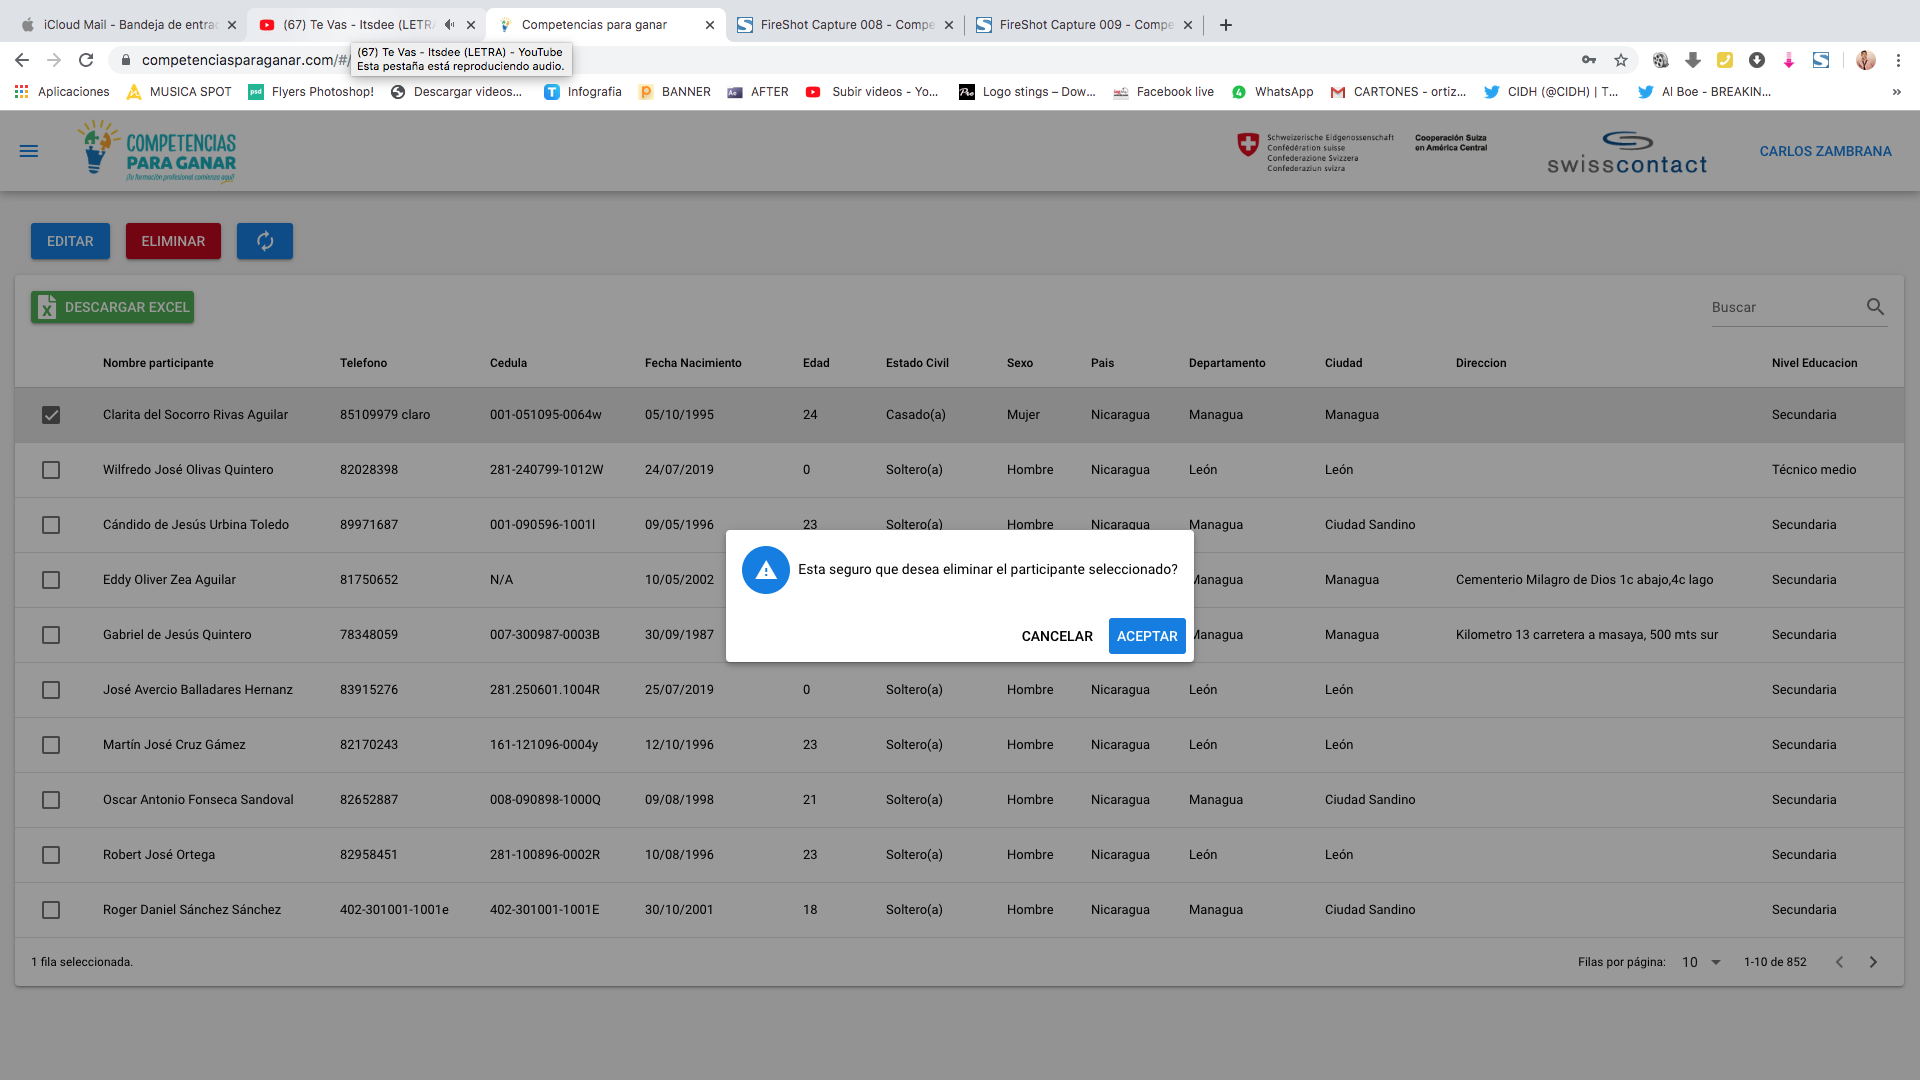 iCloud Mail - Bandeja de entrac
(67) Te Vas - Itsdee (LETRA
Competencias para ganar
FireShot Capture 008 - Compe
FireShot Capture 009 - Compe
competenciasparaganar.com/#/
(67) Te Vas - Itsdee (LETRA) - YouTube
Esta pestaña está reproduciendo audio.
Aplicaciones
MUSICA SPOT
psd Flyers Photoshop!
Descargar videos...
T Infografia
P BANNER
Ae AFTER
Subir videos - Yo...
Logo stings – Dow...
Facebook live
WhatsApp
CARTONES - ortiz...
CIDH (@CIDH) | T...
Al Boe - BREAKIN...
COMPETENCIAS
PARA GANAR
¡Tu formación profesional comienza aquí!
Schweizerische Eidgenossenschaft
Confédération suisse
Confederazione Svizzera
Confederaziun svizra
Cooperación Suiza
en América Central
swisscontact
CARLOS ZAMBRANA
EDITAR ELIMINAR
DESCARGAR EXCEL
Buscar
Nombre participante Telefono Cedula Fecha Nacimiento Edad Estado Civil Sexo Pais Departamento Ciudad Direccion Nivel Educacion
Clarita del Socorro Rivas Aguilar 85109979 claro 001-051095-0064w 05/10/1995 24 Casado(a) Mujer Nicaragua Managua Managua Secundaria
Wilfredo José Olivas Quintero 82028398 281-240799-1012W 24/07/2019 0 Soltero(a) Hombre Nicaragua León León Técnico medio
Cándido de Jesús Urbina Toledo 89971687 001-090596-1001l 09/05/1996 23 Soltero(a) Hombre Nicaragua Managua Ciudad Sandino Secundaria
Eddy Oliver Zea Aguilar 81750652 N/A 10/05/2002 Managua Managua Cementerio Milagro de Dios 1c abajo,4c lago Secundaria
Gabriel de Jesús Quintero 78348059 007-300987-0003B 30/09/1987 Managua Managua Kilometro 13 carretera a masaya, 500 mts sur Secundaria
Esta seguro que desea eliminar el participante seleccionado?
CANCELAR ACEPTAR
José Avercio Balladares Hernanz 83915276 281.250601.1004R 25/07/2019 0 Soltero(a) Hombre Nicaragua León León Secundaria
Martín José Cruz Gámez 82170243 161-121096-0004y 12/10/1996 23 Soltero(a) Hombre Nicaragua León León Secundaria
Oscar Antonio Fonseca Sandoval 82652887 008-090898-1000Q 09/08/1998 21 Soltero(a) Hombre Nicaragua Managua Ciudad Sandino Secundaria
Robert José Ortega 82958451 281-100896-0002R 10/08/1996 23 Soltero(a) Hombre Nicaragua León León Secundaria
Roger Daniel Sánchez Sánchez 402-301001-1001e 402-301001-1001E 30/10/2001 18 Soltero(a) Hombre Nicaragua Managua Ciudad Sandino Secundaria
1 fila seleccionada.
Filas por página: 10 1-10 de 852